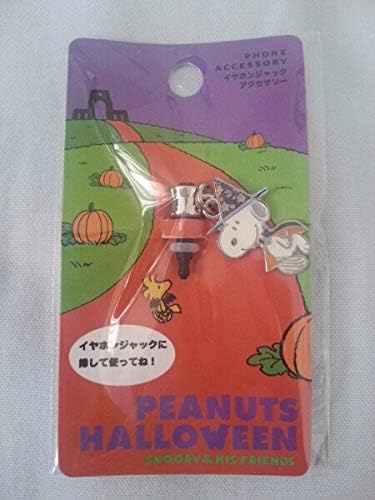 PHONE
ACCESSORY
イヤホンジャック
アクセサリー
イヤホンジャックに
挿して使ってね！
PEANUTS
HALLOWEEN
SNOOPY & HIS FRIENDS